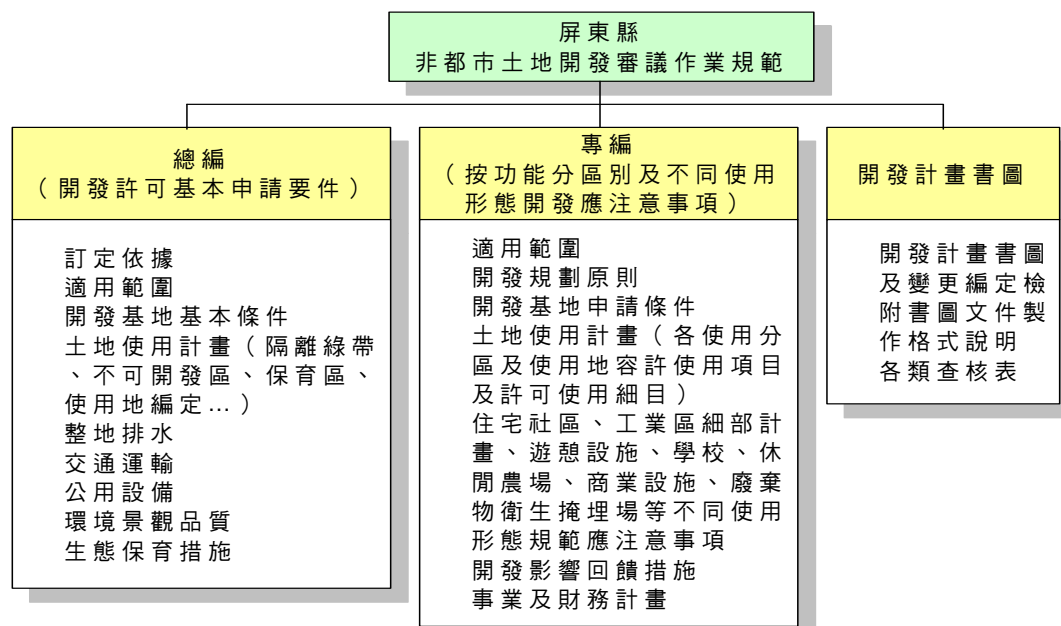 屏東縣
非都市土地開發審議作業規範
總編
（開發許可基本申請要件）
訂定依據
適用範圍
開發基地基本條件
土地使用計畫（隔離綠帶
、不可開發區、保育區、
使用地編定…）
整地排水
交通運輸
公用設備
環境景觀品質
生態保育措施
專編
（按功能分區別及不同使用
形態開發應注意事項）
適用範圍
開發規劃原則
開發基地申請條件
土地使用計畫（各使用分
區及使用地容許使用項目
及許可使用細目）
住宅社區、工業區細部計
畫、遊憩設施、學校、休
閒農場、商業設施、廢棄
物衛生掩埋場等不同使用
形態規範應注意事項
開發影響回饋措施
事業及財務計畫
開發計畫書圖
開發計畫書圖
及變更編定檢
附書圖文件製
作格式說明
各類查核表